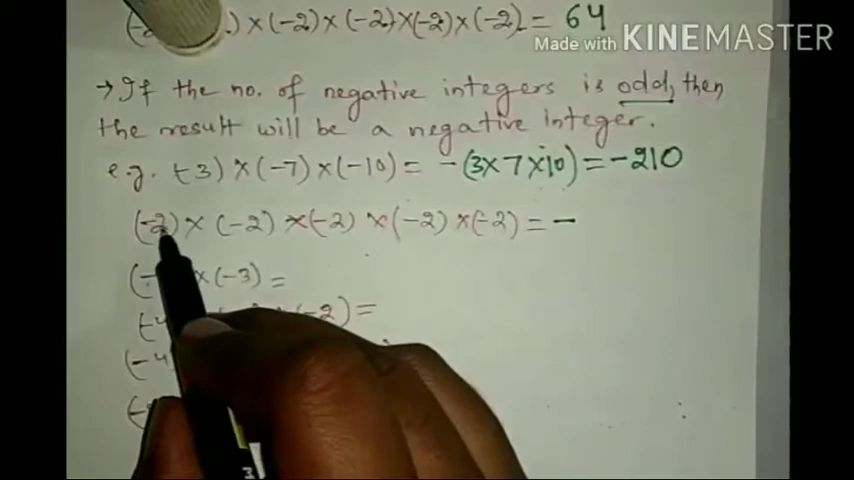 ×(-2)×(-2)×(-2)×(-2) = 64
Made with KINEMASTER
→ If the no. of negative integers is odd, then
the result will be a negative integer.
e.g. (-3) × (-7) × (-10) = -(3×7×10) = -210
(-2) × (-2) × (-2) × (-2) × (-2) = -
×(-3) =
-2) =
(-4